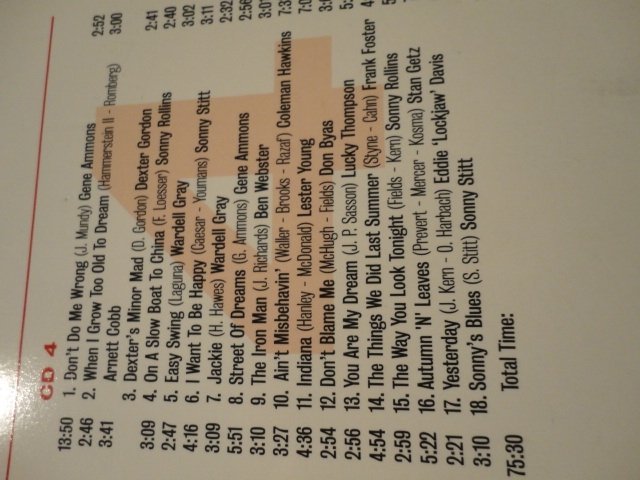 CD 4
13:50 1. Don't Do Me Wrong (J. Mundy) Gene Ammons 2:52
2:46 2. When I Grow Too Old To Dream (Hammerstein II - Romberg) 3:00
3:41 Arnett Cobb
3. Dexter's Minor Mad (D. Gordon) Dexter Gordon 2:41
3:09 4. On A Slow Boat To China (F. Loesser) Sonny Rollins 2:40
2:47 5. Easy Swing (Laguna) Wardell Gray 3:02
4:16 6. I Want To Be Happy (Caesar - Youmans) Sonny Stitt 3:11
3:09 7. Jackie (H. Hawes) Wardell Gray 2:32
5:51 8. Street Of Dreams (G. Ammons) Gene Ammons 2:56
3:10 9. The Iron Man (J. Richards) Ben Webster
3:27 10. Ain't Misbehavin' (Waller - Brooks - Razaf) Coleman Hawkins
4:36 11. Indiana (Hanley - McDonald) Lester Young
2:54 12. Don't Blame Me (McHugh - Fields) Don Byas
2:56 13. You Are My Dream (J. P. Sasson) Lucky Thompson
4:54 14. The Things We Did Last Summer (Styne - Cahn) Frank Foster
2:59 15. The Way You Look Tonight (Fields - Kern) Sonny Rollins
5:22 16. Autumn 'N' Leaves (Prevert - Mercer - Kosma) Stan Getz
2:21 17. Yesterday (J. Kern - O. Harbach) Eddie 'Lockjaw' Davis
3:10 18. Sonny's Blues (S. Stitt) Sonny Stitt
75:30 Total Time: